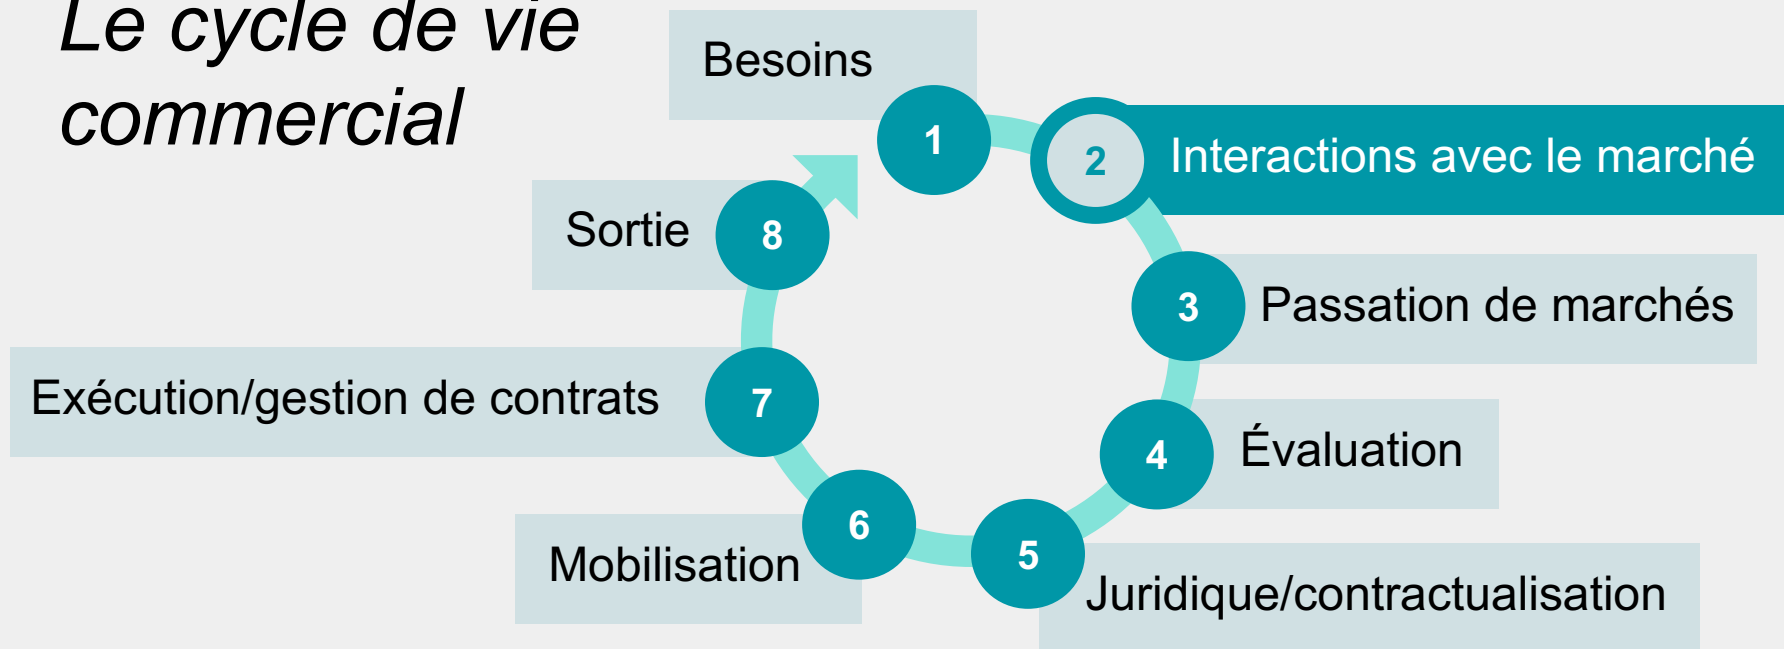 Le cycle de vie
commercial
Besoins
1
2
Interactions avec le marché
3
Passation de marchés
4
Évaluation
5
Juridique/contractualisation
6
Mobilisation
7
Exécution/gestion de contrats
8
Sortie